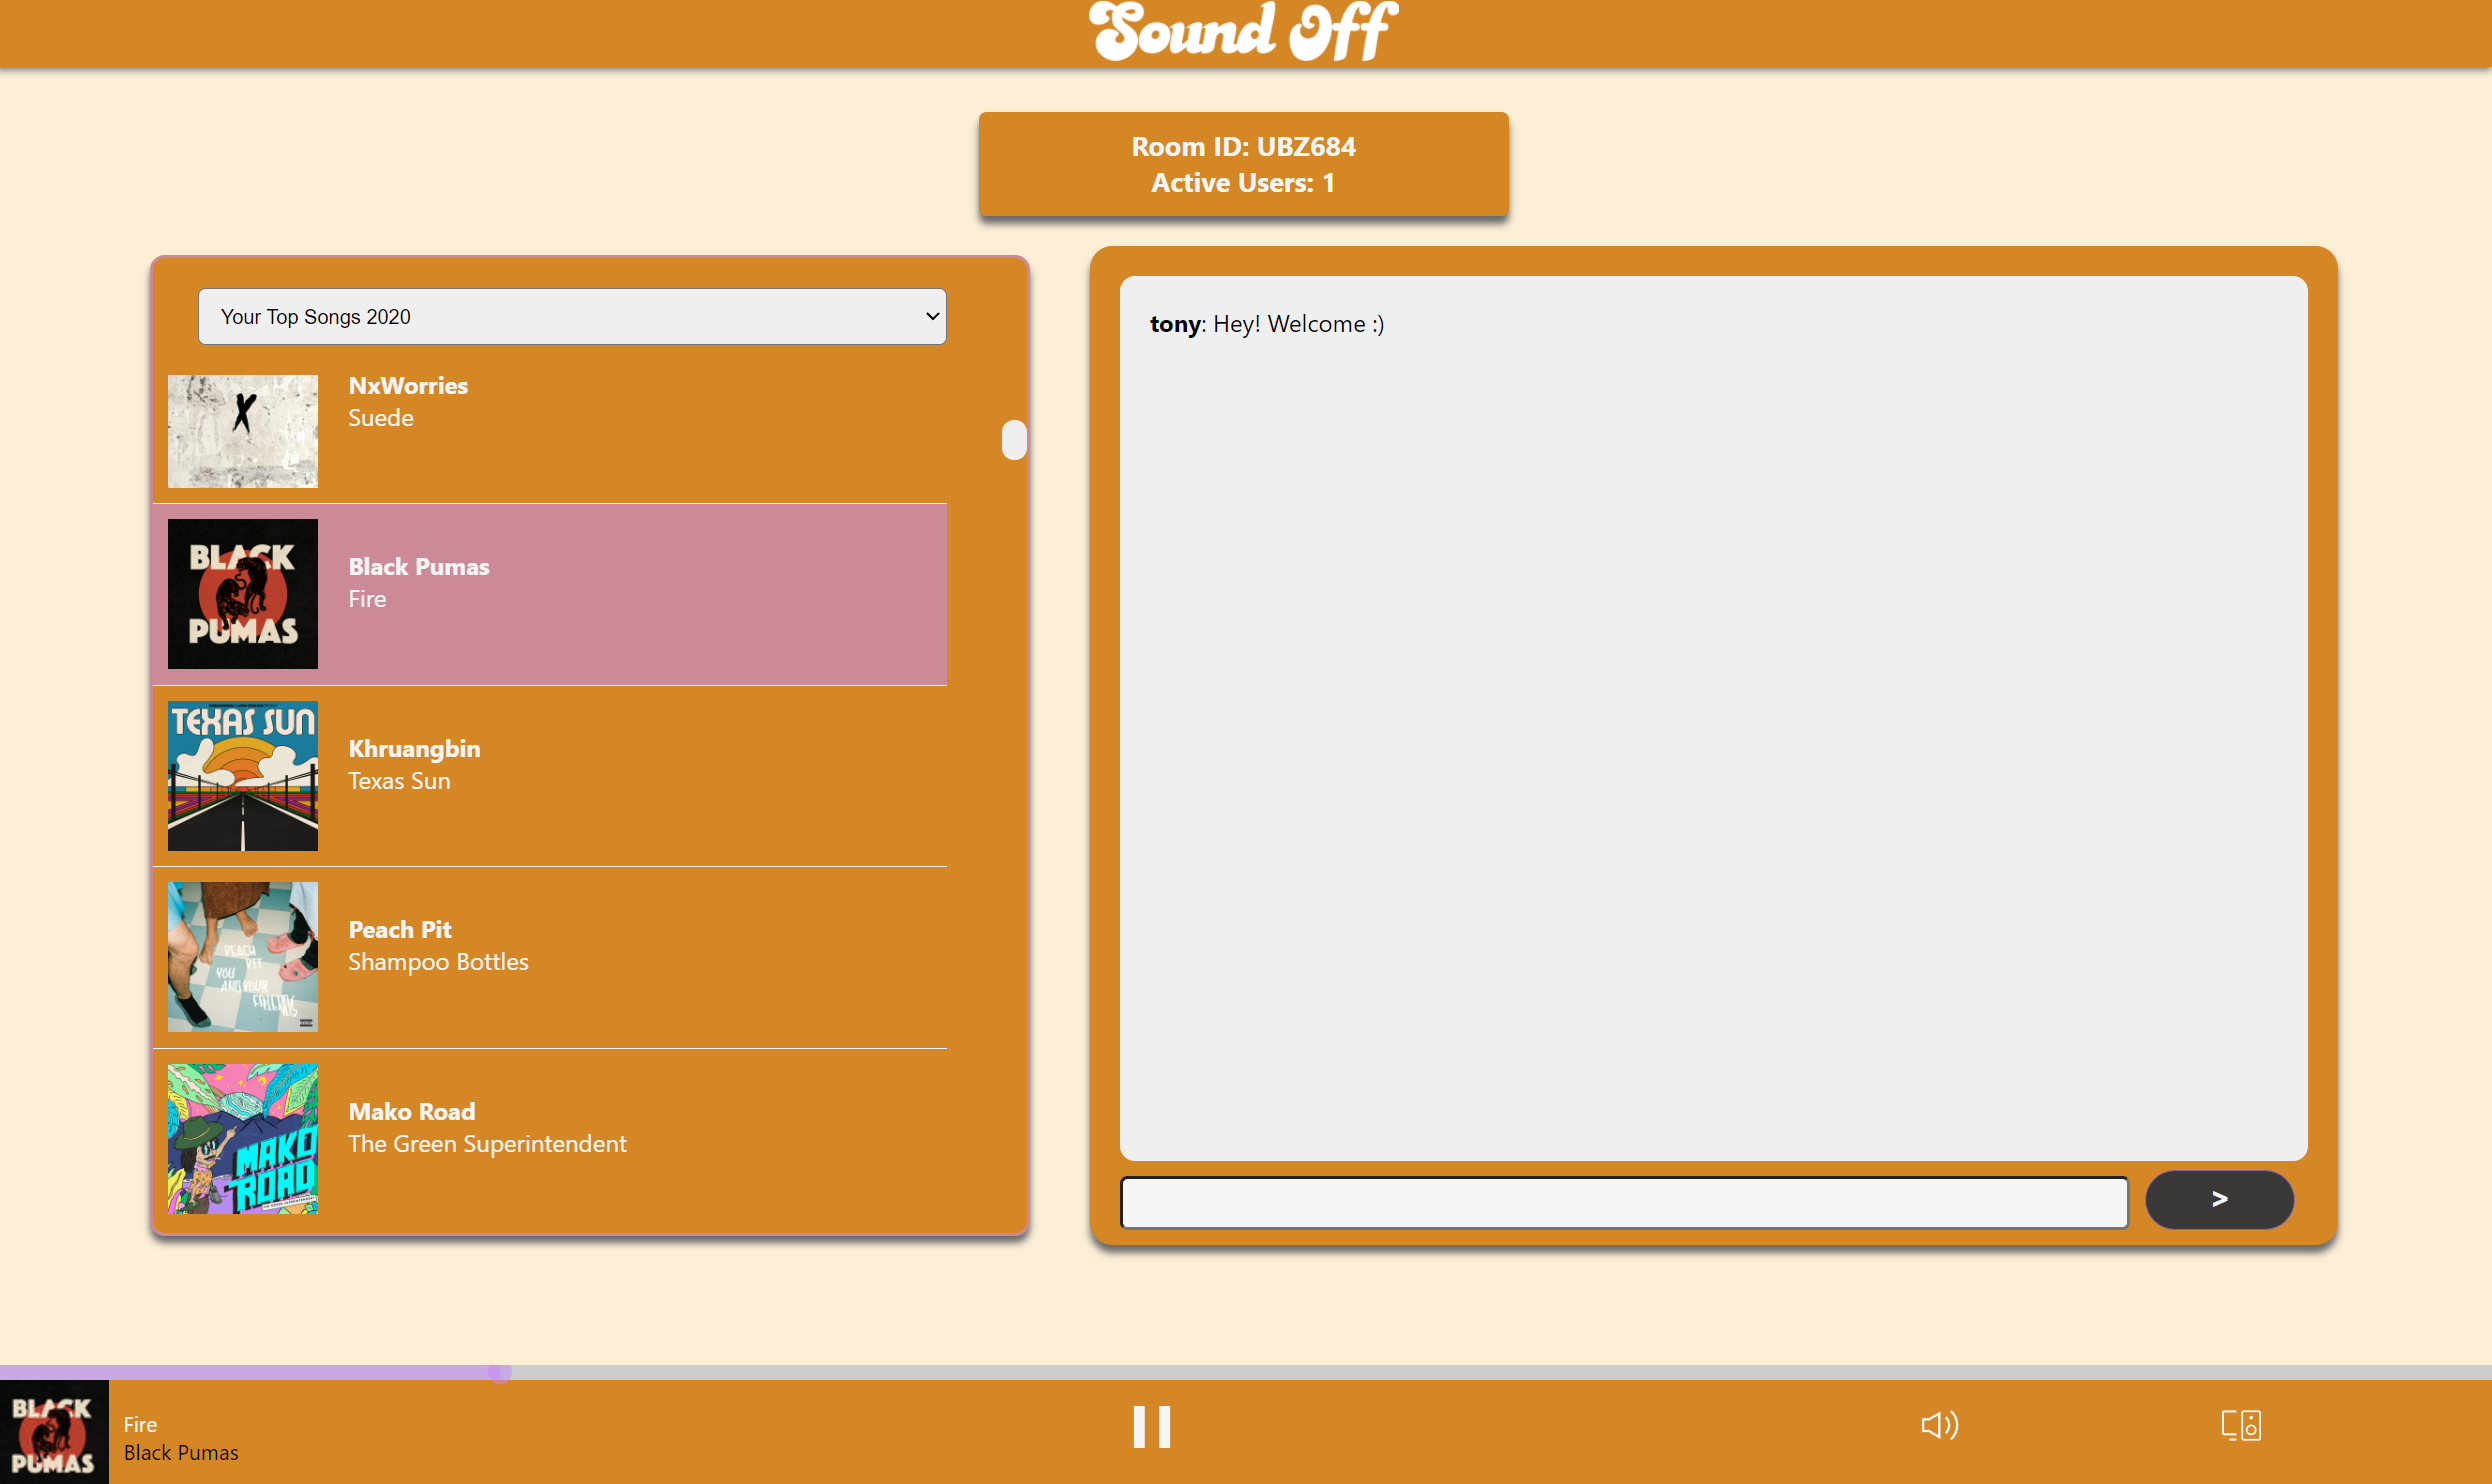 Sound Off
Room ID: UBZ684
Active Users: 1
Your Top Songs 2020
NxWorries
Suede
X
BLACK
PUMAS
Black Pumas
Fire
TEXAS SUN
Khruangbin
Texas Sun
PEACH
PIT
YOU
AND YOUR
FRIENDS
Peach Pit
Shampoo Bottles
MAKO
ROAD
Mako Road
The Green Superintendent
tony: Hey! Welcome :)
>
BLACK
PUMAS
Fire
Black Pumas